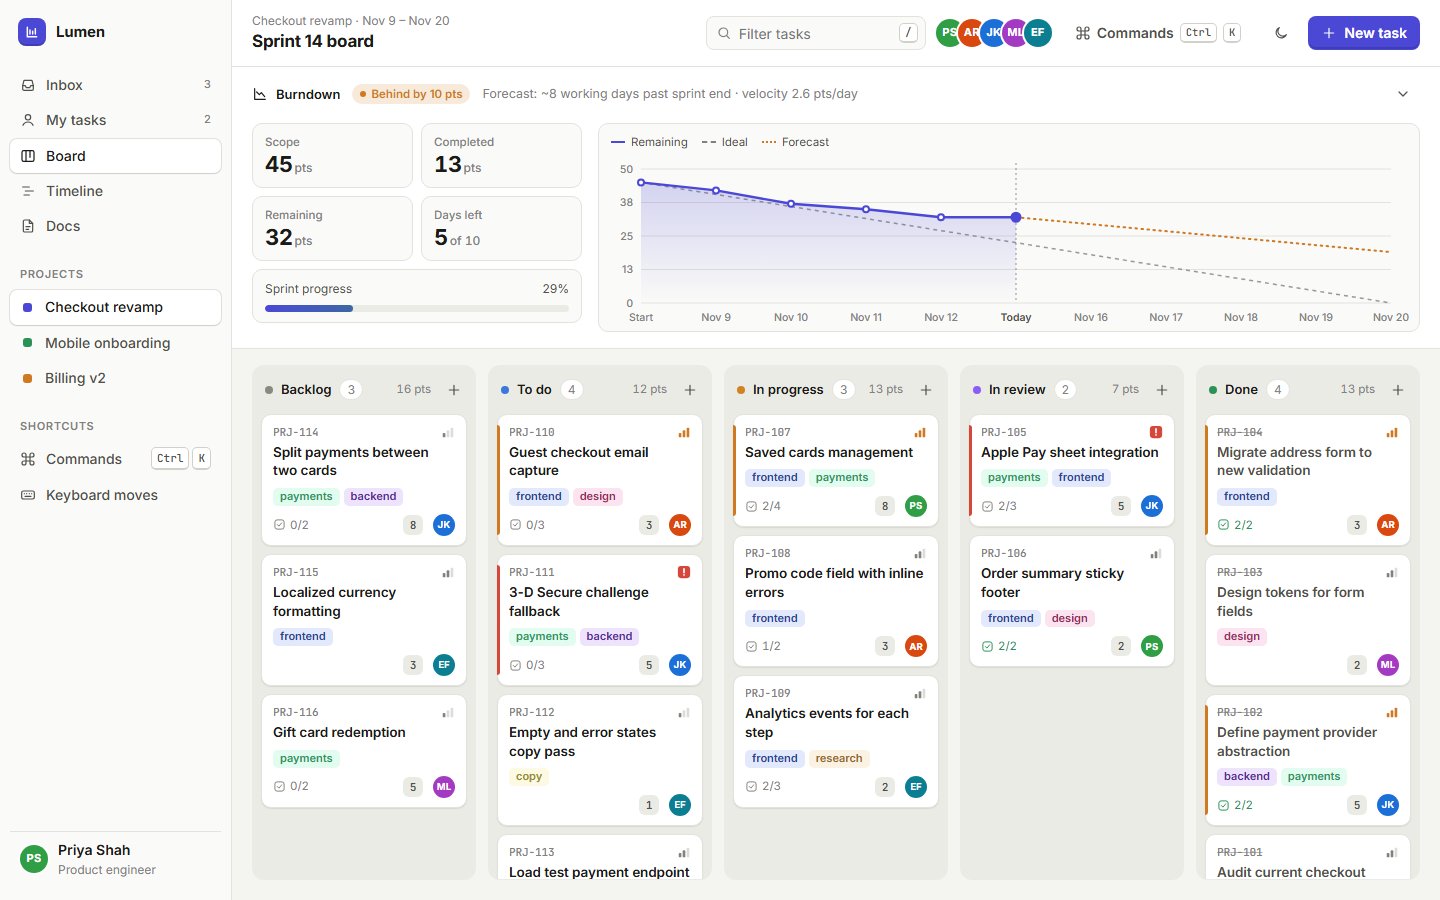 Lumen
Inbox 3
My tasks 2
Board
Timeline
Docs
PROJECTS
Checkout revamp
Mobile onboarding
Billing v2
SHORTCUTS
Commands Ctrl K
Keyboard moves
PS Priya Shah
Product engineer
Checkout revamp · Nov 9 – Nov 20
Sprint 14 board
Filter tasks /
PS AR JK ML EF
Commands Ctrl K
New task
Burndown Behind by 10 pts Forecast: ~8 working days past sprint end · velocity 2.6 pts/day
Scope
45 pts
Completed
13 pts
Remaining
32 pts
Days left
5 of 10
Sprint progress 29%
Remaining Ideal Forecast
50
38
25
13
0
Start Nov 9 Nov 10 Nov 11 Nov 12 Today Nov 16 Nov 17 Nov 18 Nov 19 Nov 20
Backlog 3 16 pts
PRJ-114
Split payments between
two cards
payments backend
0/2 8 JK
PRJ-115
Localized currency
formatting
frontend
3 EF
PRJ-116
Gift card redemption
payments
0/2 5 ML
To do 4 12 pts
PRJ-110
Guest checkout email
capture
frontend design
0/3 3 AR
PRJ-111
3-D Secure challenge
fallback
payments backend
0/3 5 JK
PRJ-112
Empty and error states
copy pass
copy
1 EF
PRJ-113
Load test payment endpoint
In progress 3 13 pts
PRJ-107
Saved cards management
frontend payments
2/4 8 PS
PRJ-108
Promo code field with inline
errors
frontend
1/2 3 AR
PRJ-109
Analytics events for each
step
frontend research
2/3 2 EF
In review 2 7 pts
PRJ-105
Apple Pay sheet integration
payments frontend
2/3 5 JK
PRJ-106
Order summary sticky
footer
frontend design
2/2 2 PS
Done 4 13 pts
PRJ-104
Migrate address form to
new validation
frontend
2/2 3 AR
PRJ-103
Design tokens for form
fields
design
2 ML
PRJ-102
Define payment provider
abstraction
backend payments
2/2 5 JK
PRJ-101
Audit current checkout